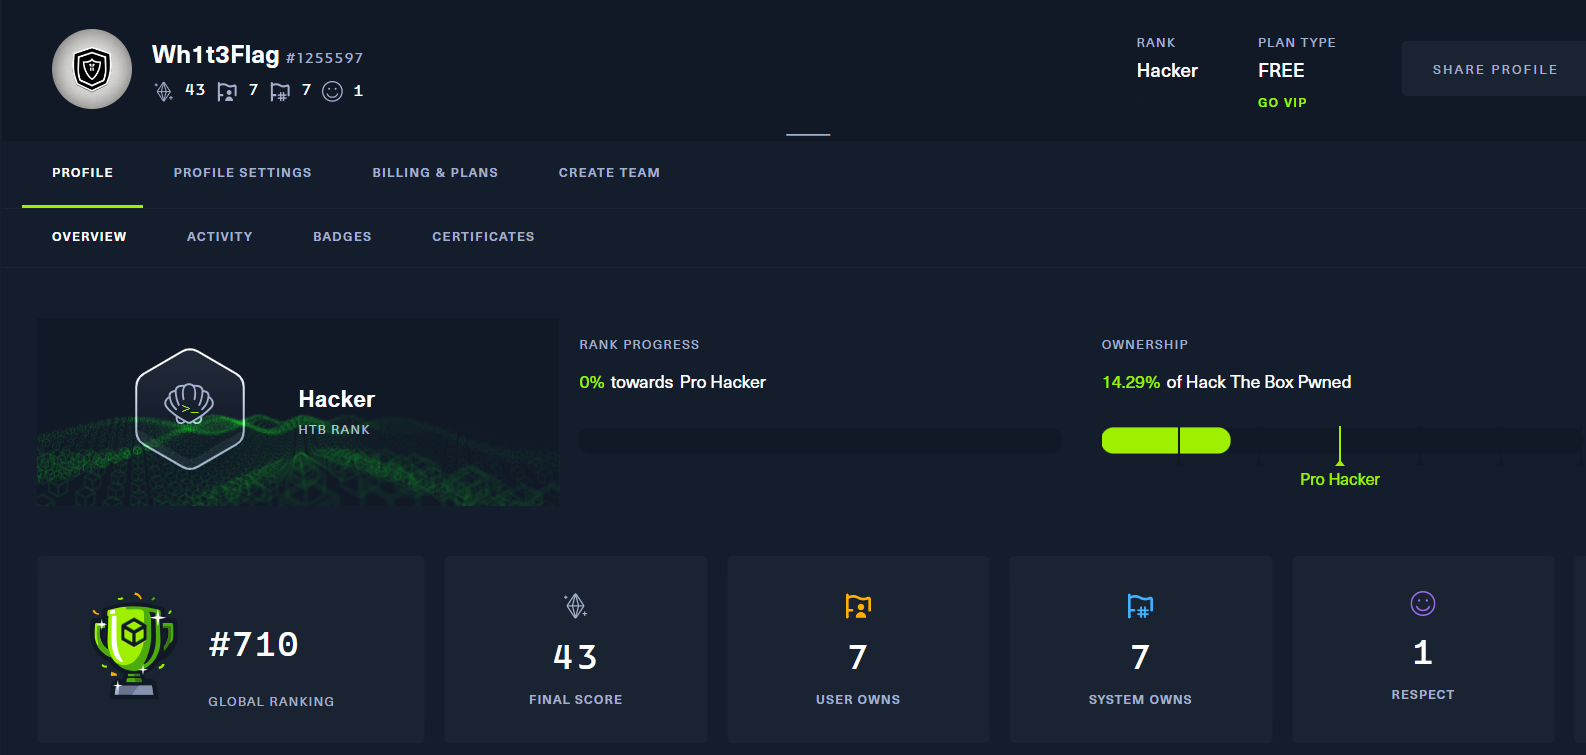 Wh1t3Flag #1255597
43 7 7 1
RANK
Hacker
PLAN TYPE
FREE
GO VIP
SHARE PROFILE
PROFILE PROFILE SETTINGS BILLING & PLANS CREATE TEAM
OVERVIEW ACTIVITY BADGES CERTIFICATES
>_
Hacker
HTB RANK
RANK PROGRESS
0% towards Pro Hacker
OWNERSHIP
14.29% of Hack The Box Pwned
Pro Hacker
#710
GLOBAL RANKING
43
FINAL SCORE
7
USER OWNS
7
SYSTEM OWNS
1
RESPECT